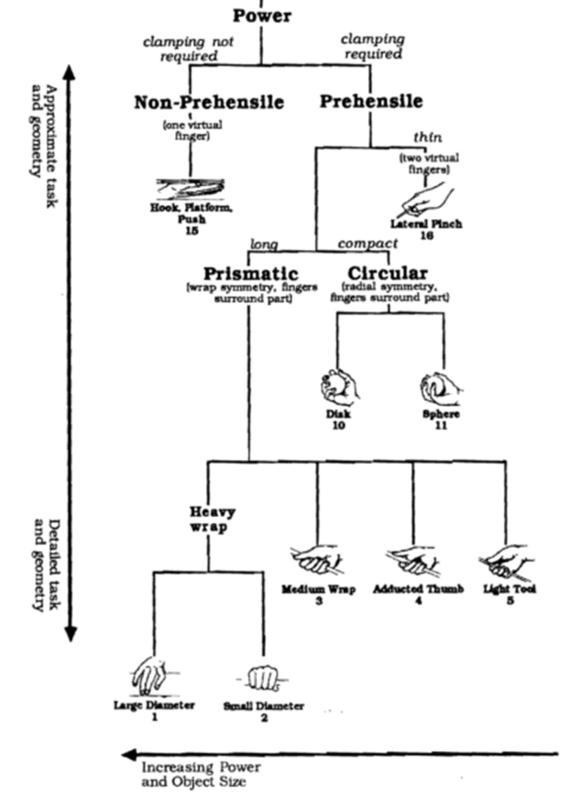 Power
clamping not
required
clamping
required
Non-Prehensile
(one virtual
finger)
Prehensile
thin
(two virtual
fingers)
Hook, Platform,
Push
15
Lateral Pinch
16
long
compact
Prismatic
(wrap symmetry, fingers
surround part)
Circular
(radial symmetry,
fingers surround part)
Disk
10
Sphere
11
Heavy
wrap
Medium Wrap
3
Adducted Thumb
4
Light Tool
5
Large Diameter
1
Small Diameter
2
Approximate task
and geometry
Detailed task
and geometry
Increasing Power
and Object Size